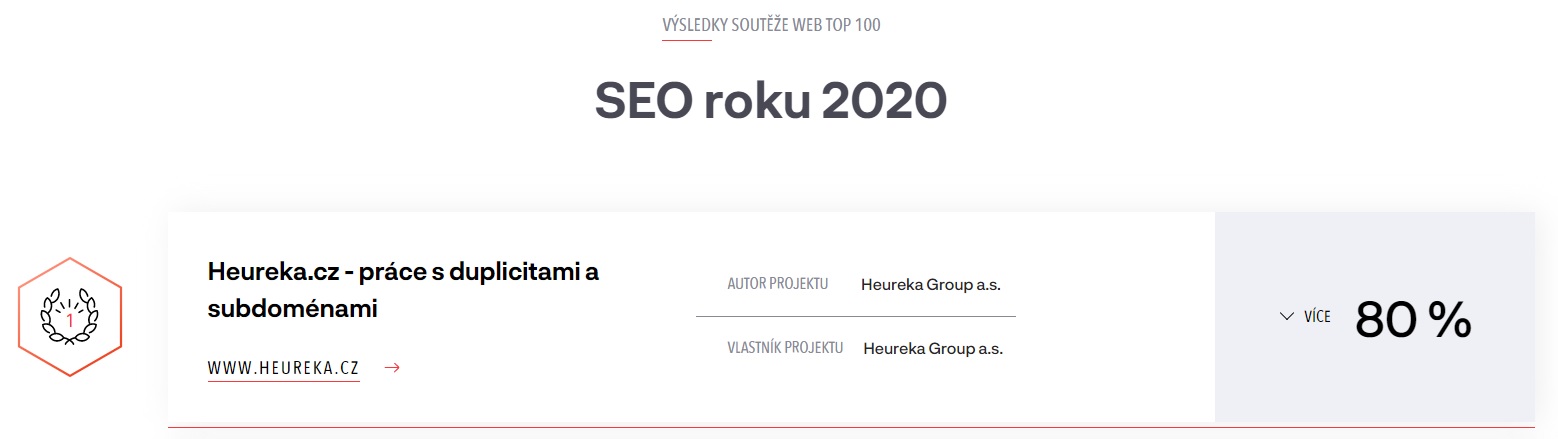 VÝSLEDKY SOUTĚŽE WEB TOP 100
SEO roku 2020
1
Heureka.cz - práce s duplicitami a
subdoménami
WWW.HEUREKA.CZ
AUTOR PROJEKTU Heureka Group a.s.
VLASTNÍK PROJEKTU Heureka Group a.s.
VÍCE 80 %